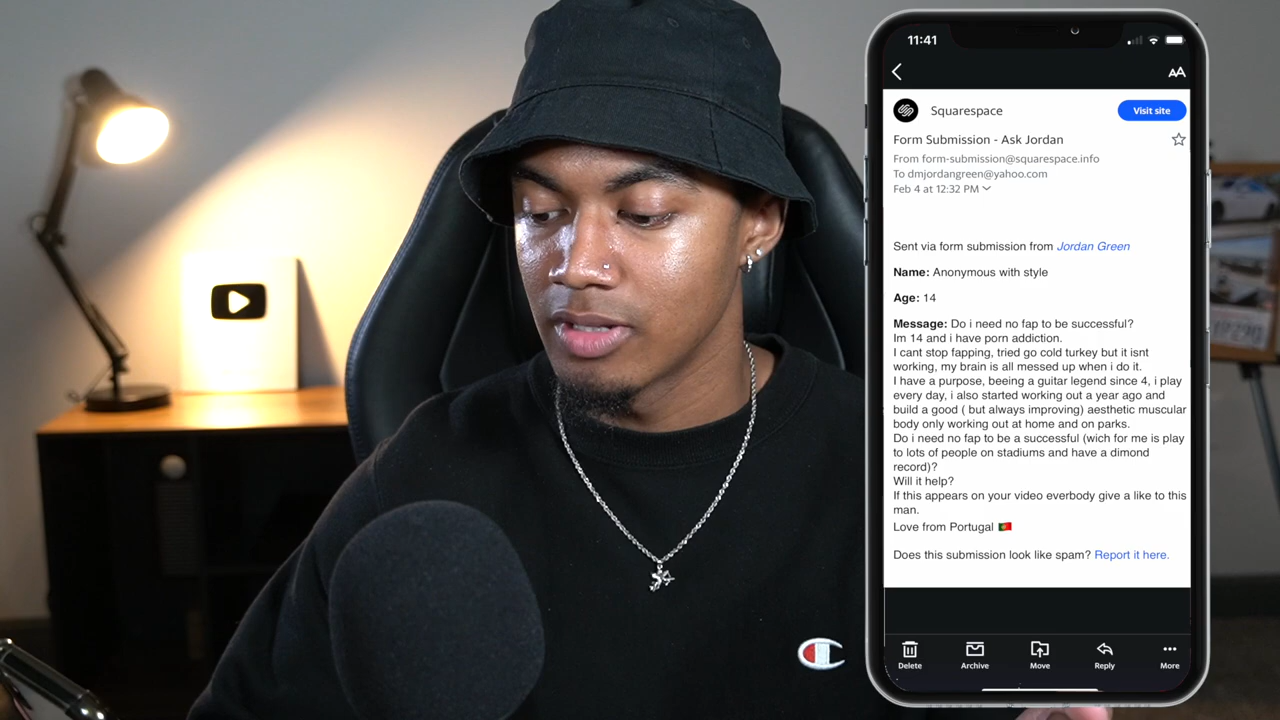 11:41
AA
Squarespace
Visit site
Form Submission - Ask Jordan
From form-submission@squarespace.info
To dmjordangreen@yahoo.com
Feb 4 at 12:32 PM
Sent via form submission from Jordan Green
Name: Anonymous with style
Age: 14
Message: Do i need no fap to be successful?
Im 14 and i have porn addiction.
I cant stop fapping, tried go cold turkey but it isnt
working, my brain is all messed up when i do it.
I have a purpose, beeing a guitar legend since 4, i play
every day, i also started working out a year ago and
build a good ( but always improving) aesthetic muscular
body only working out at home and on parks.
Do i need no fap to be a successful (wich for me is play
to lots of people on stadiums and have a dimond
record)?
Will it help?
If this appears on your video everbody give a like to this
man.
Love from Portugal 🇵🇹
Does this submission look like spam? Report it here.
Delete
Archive
Move
Reply
More